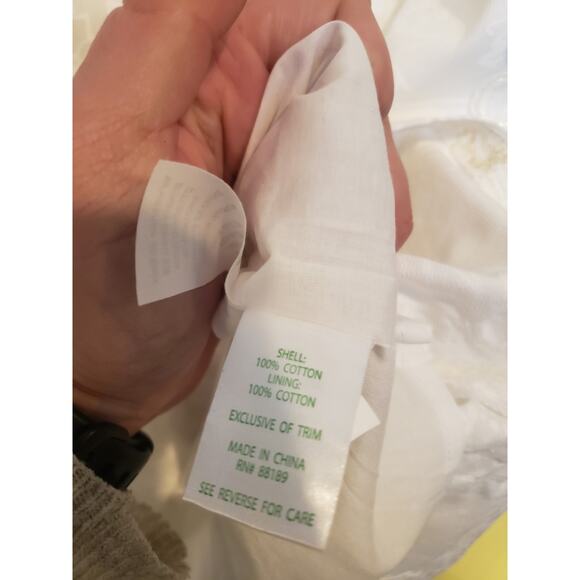 SHELL:
100% COTTON
LINING:
100% COTTON
EXCLUSIVE OF TRIM
MADE IN CHINA
RN# 88189
SEE REVERSE FOR CARE